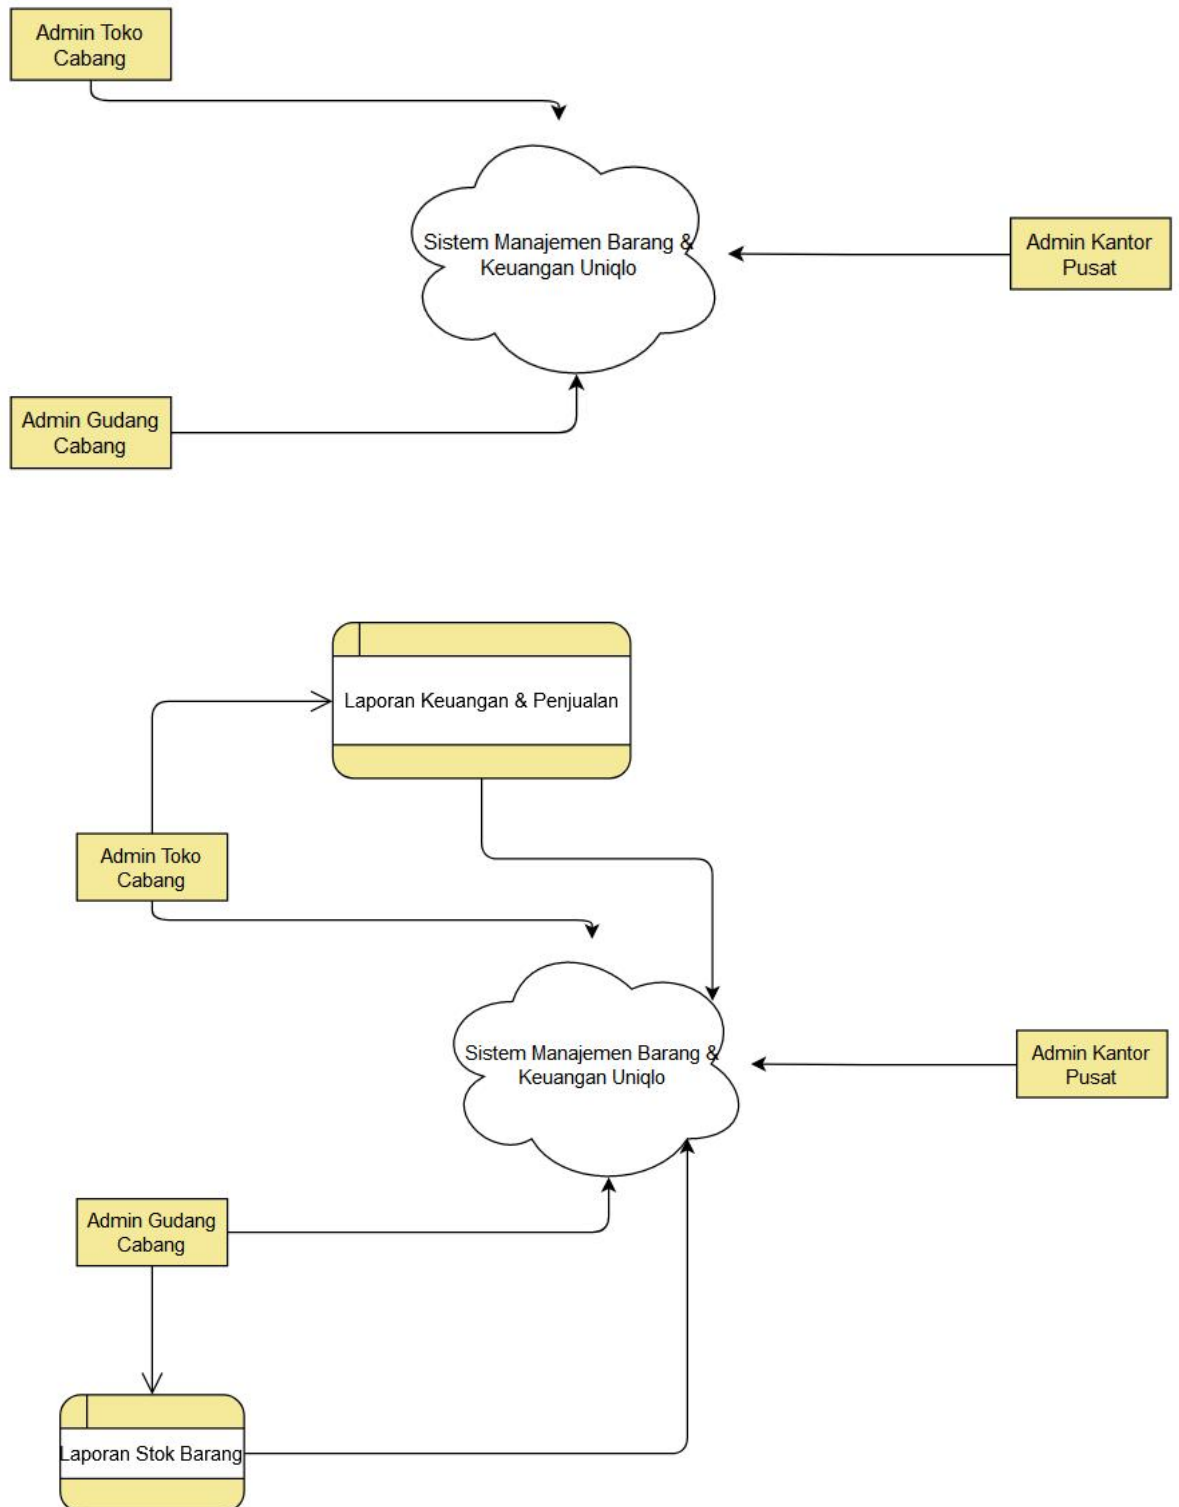 Admin Toko
Cabang
Sistem Manajemen Barang &
Keuangan Uniqlo
Admin Kantor
Pusat
Admin Gudang
Cabang
Laporan Keuangan & Penjualan
Admin Toko
Cabang
Sistem Manajemen Barang &
Keuangan Uniqlo
Admin Kantor
Pusat
Admin Gudang
Cabang
Laporan Stok Barang